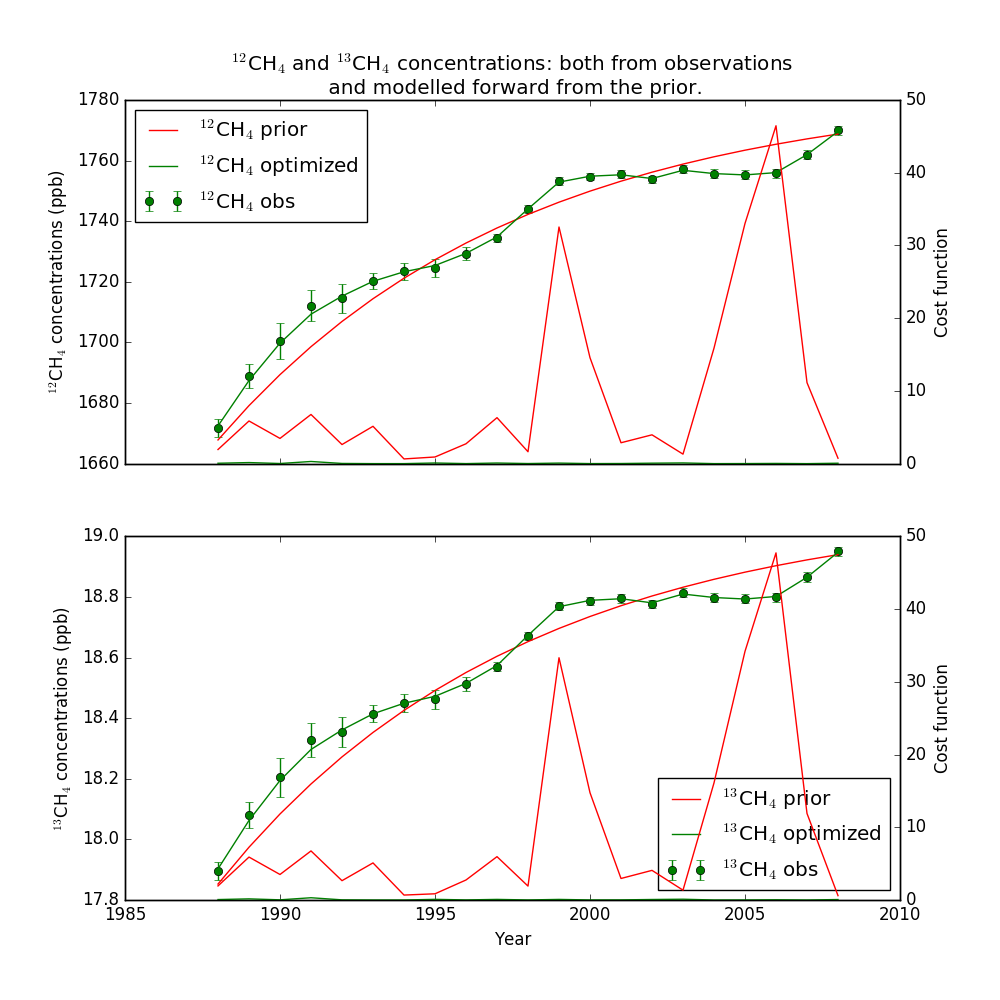 ¹²CH₄ and ¹³CH₄ concentrations: both from observations
and modelled forward from the prior.
1780
1760
1740
1720
1700
1680
1660
¹²CH₄ concentrations (ppb)
¹²CH₄ prior
¹²CH₄ optimized
¹²CH₄ obs
50
40
30
20
10
0
Cost function
19.0
18.8
18.6
18.4
18.2
18.0
17.8
¹³CH₄ concentrations (ppb)
50
40
30
20
10
0
Cost function
¹³CH₄ prior
¹³CH₄ optimized
¹³CH₄ obs
1985 1990 1995 2000 2005 2010
Year